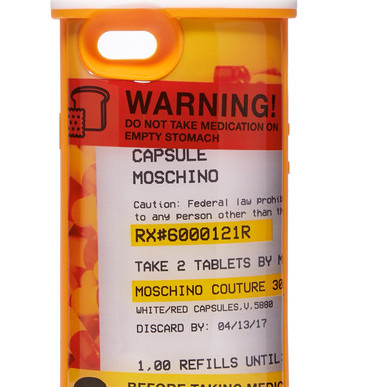 WARNING!
DO NOT TAKE MEDICATION ON
EMPTY STOMACH
CAPSULE
MOSCHINO
Caution: Federal law prohib
to any person other than th
RX#6000121R
TAKE 2 TABLETS BY M
MOSCHINO COUTURE 30
WHITE/RED CAPSULES,V.5890
DISCARD BY: 04/13/17
1,00 REFILLS UNTIL:
BEFORE TAKING MEDIC